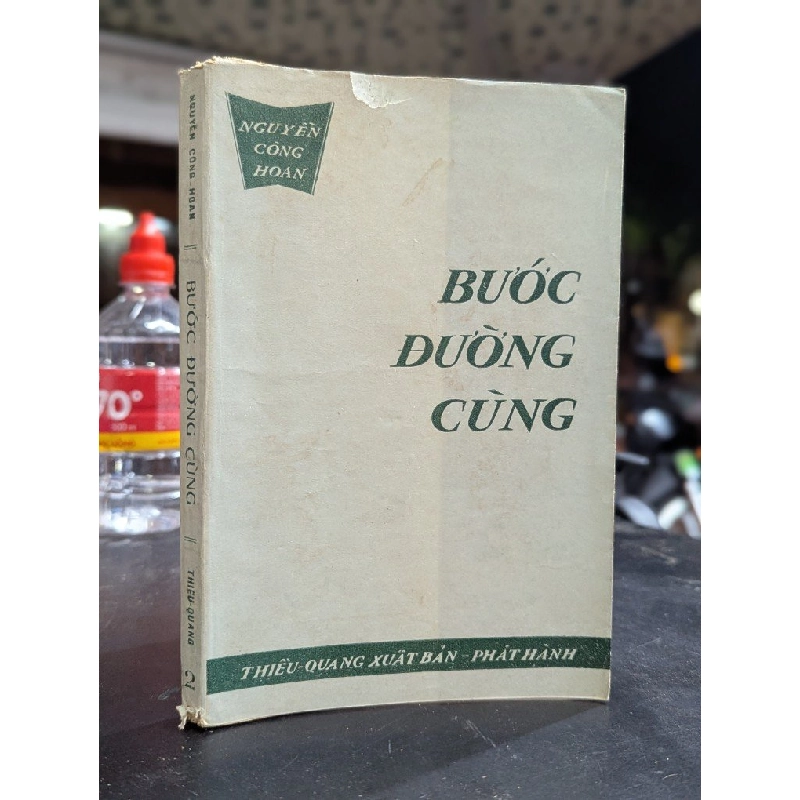 NGUYỄN
CÔNG
HOAN
BƯỚC
ĐƯỜNG
CÙNG
THIỀU-QUANG XUẤT BẢN - PHÁT HÀNH
NGUYỄN CÔNG-HOAN
BƯỚC ĐƯỜNG CÙNG
THIỀU-QUANG
2
70°